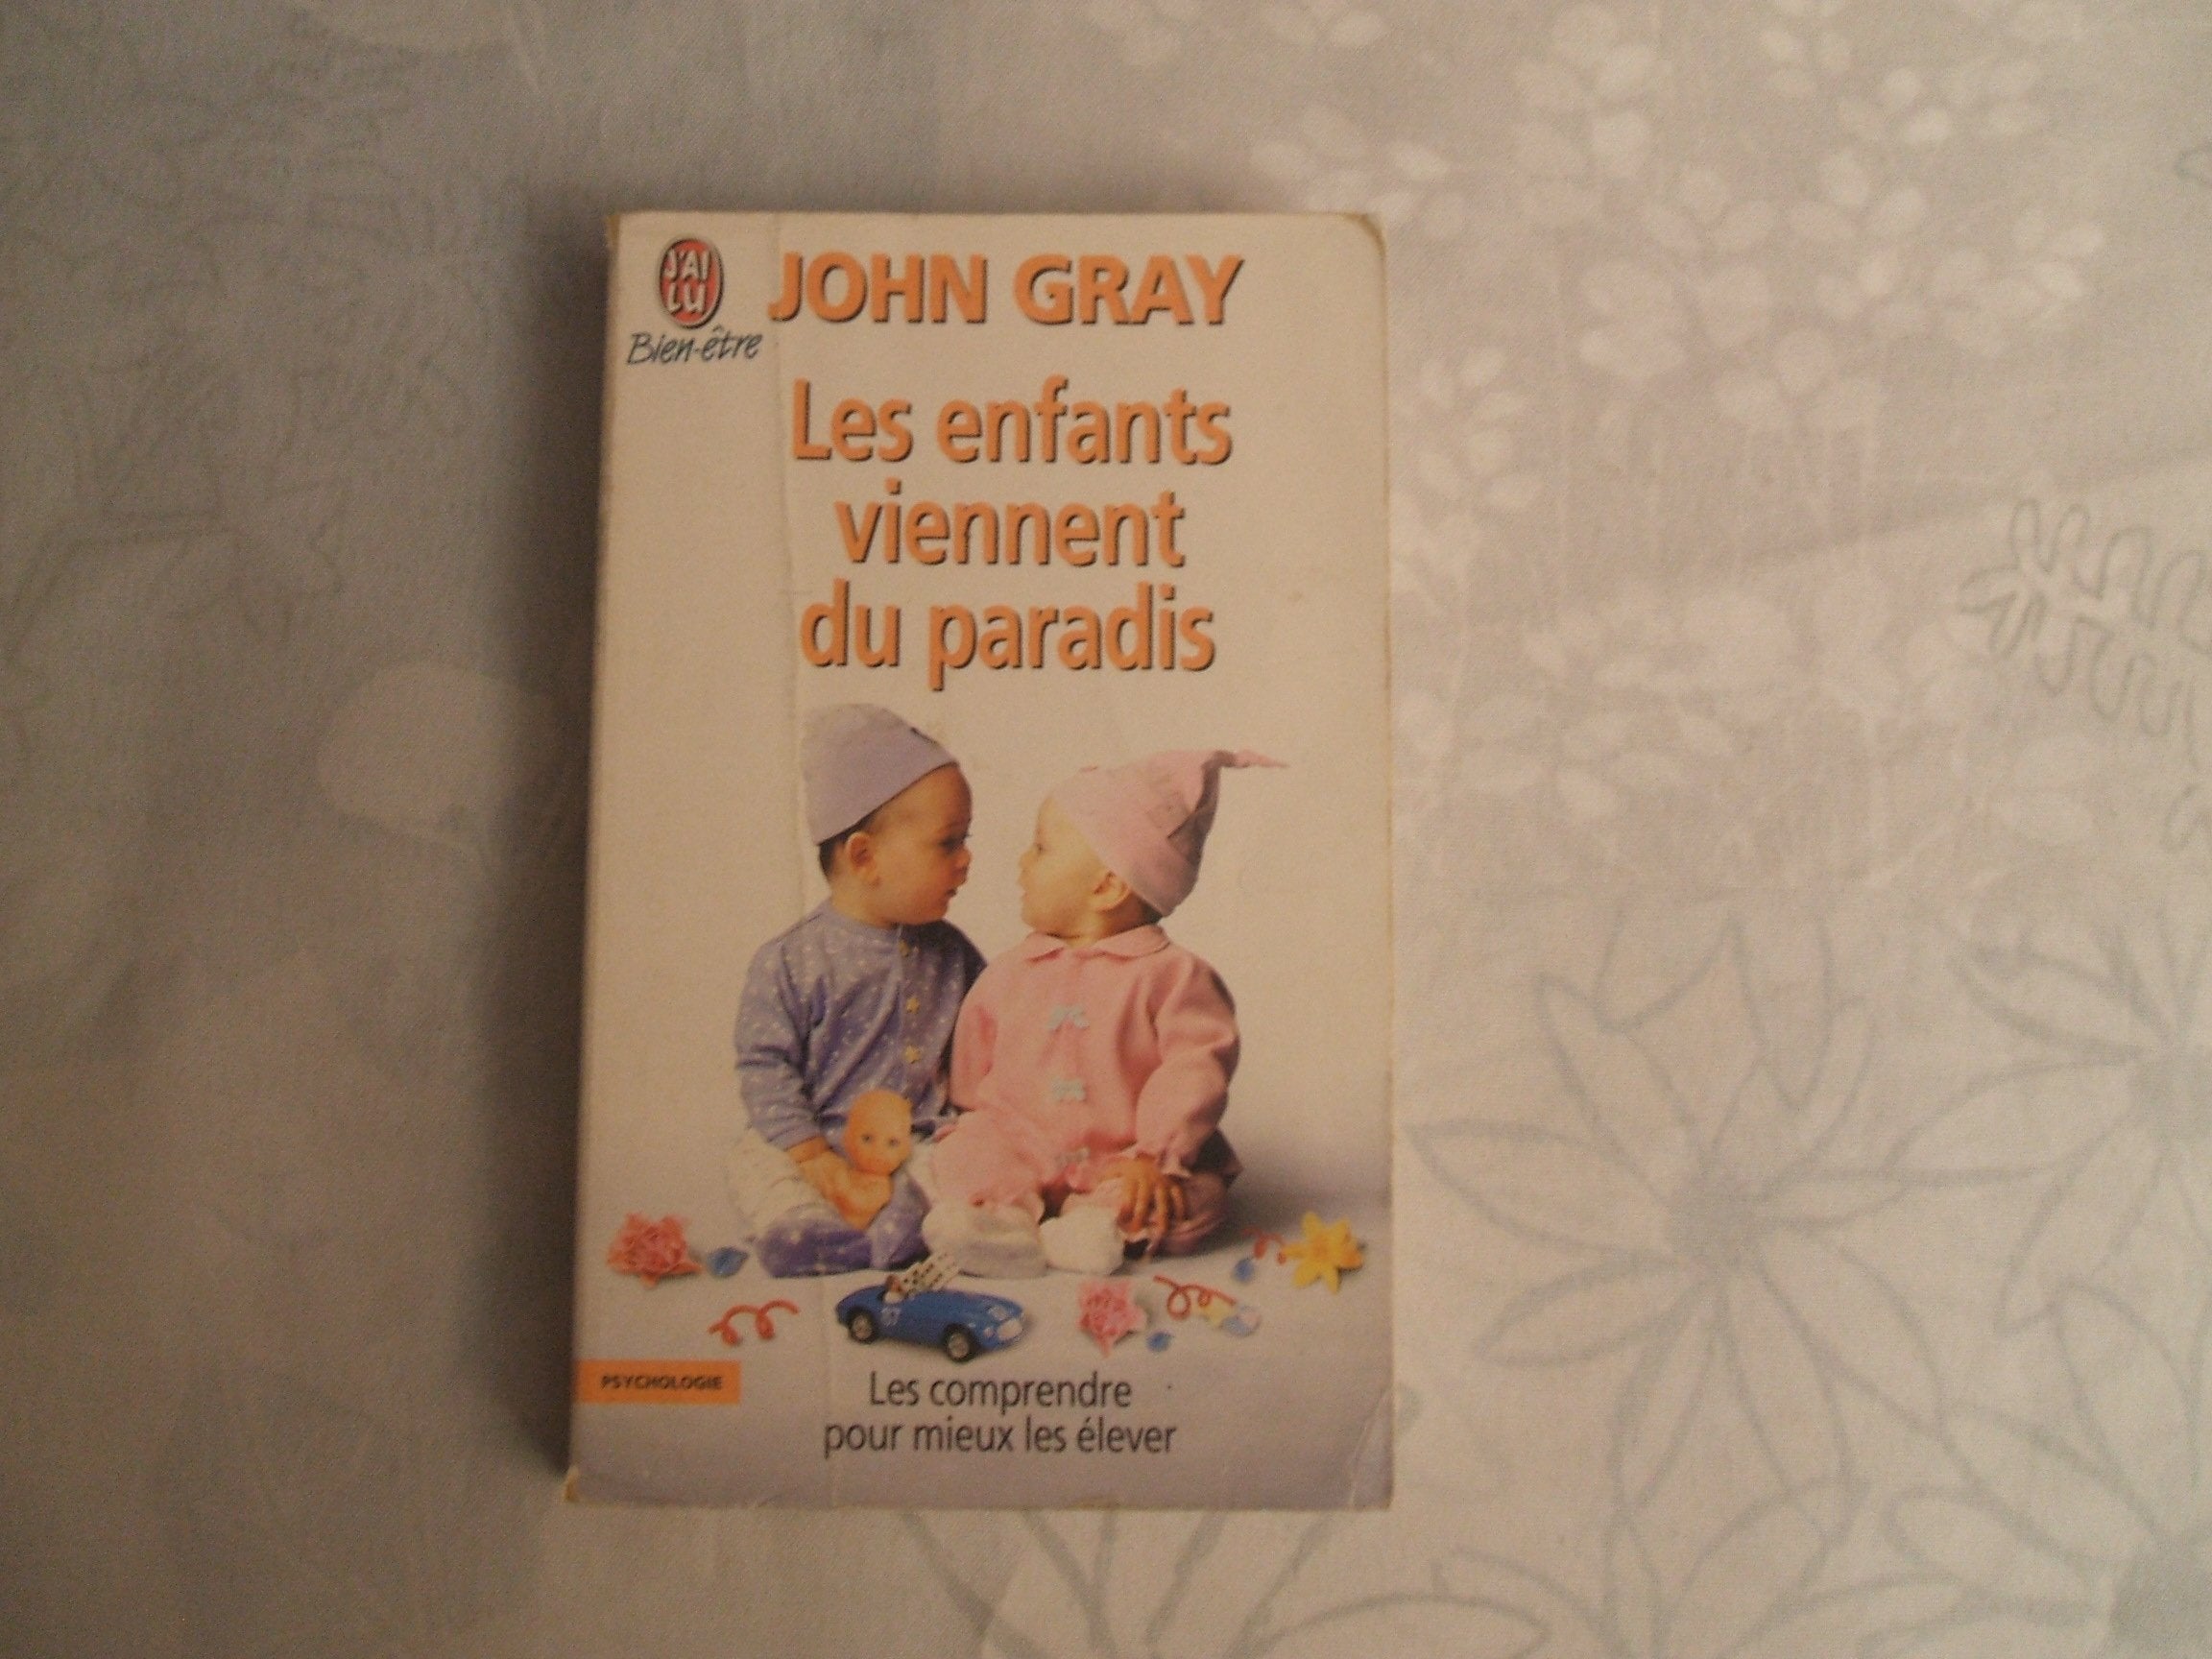 J'AI
LU
Bien-être
JOHN GRAY
Les enfants
viennent
du paradis
PSYCHOLOGIE
Les comprendre
pour mieux les élever